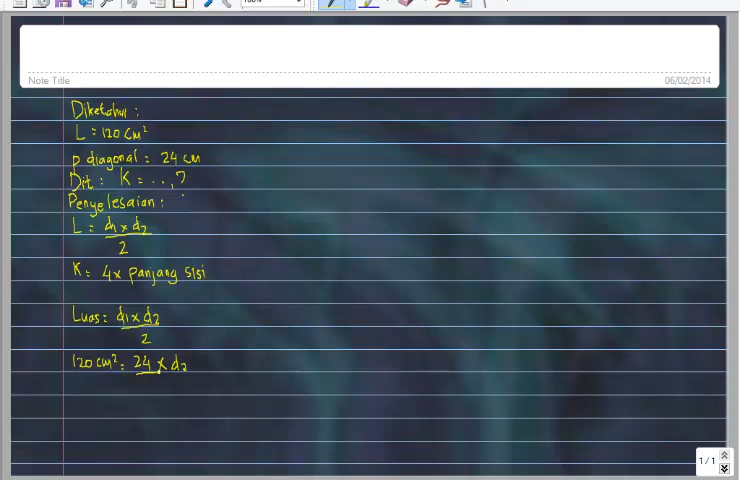 Note Title
06/02/2014
Diketahui :
L = 120 cm²
p diagonal = 24 cm
Dit : K = ...?
Penyelesaian :
L = d1 x d2
2
K = 4x panjang sisi
Luas = d1 x d2
2
120 cm² = 24 x d2
1 / 1